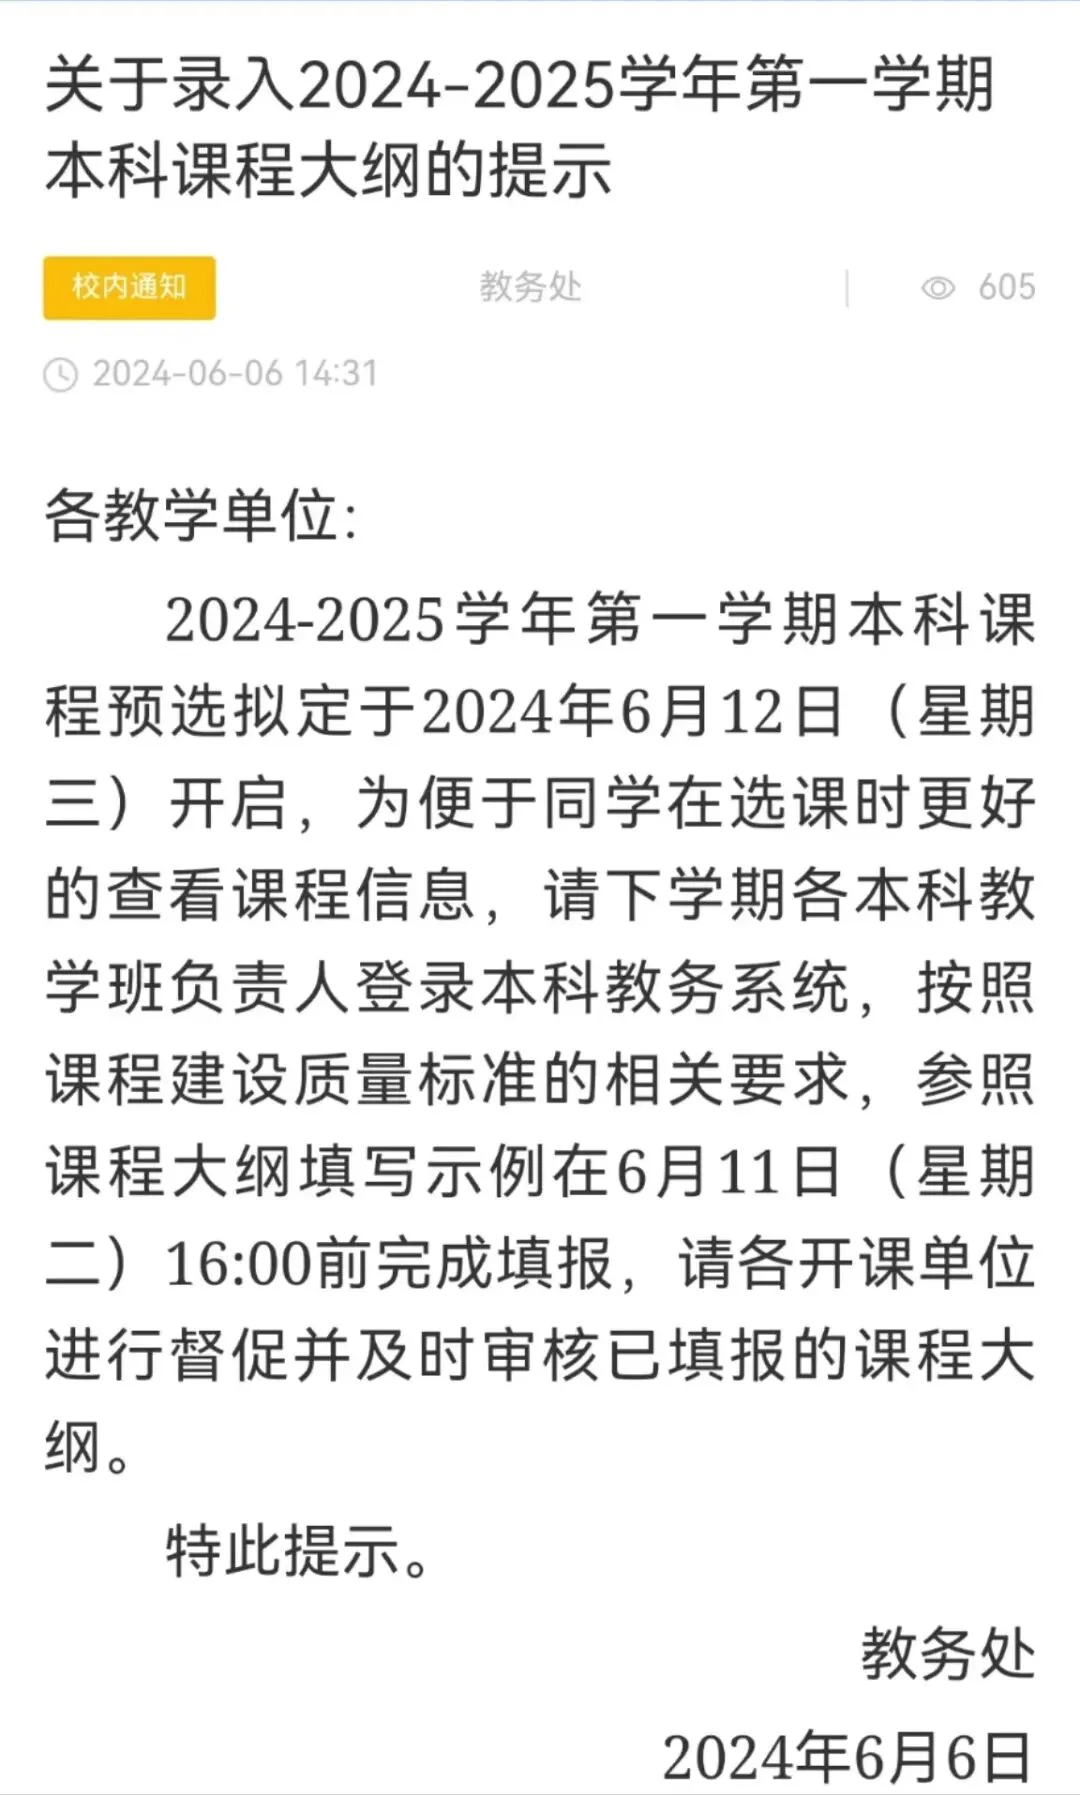 关于录入2024-2025学年第一学期
本科课程大纲的提示
校内通知
教务处
605
2024-06-06 14:31
各教学单位：
2024-2025学年第一学期本科课
程预选拟定于2024年6月12日（星期
三）开启，为便于同学在选课时更好
的查看课程信息，请下学期各本科教
学班负责人登录本科教务系统，按照
课程建设质量标准的相关要求，参照
课程大纲填写示例在6月11日（星期
二）16:00前完成填报，请各开课单位
进行督促并及时审核已填报的课程大
纲。
特此提示。
教务处
2024年6月6日